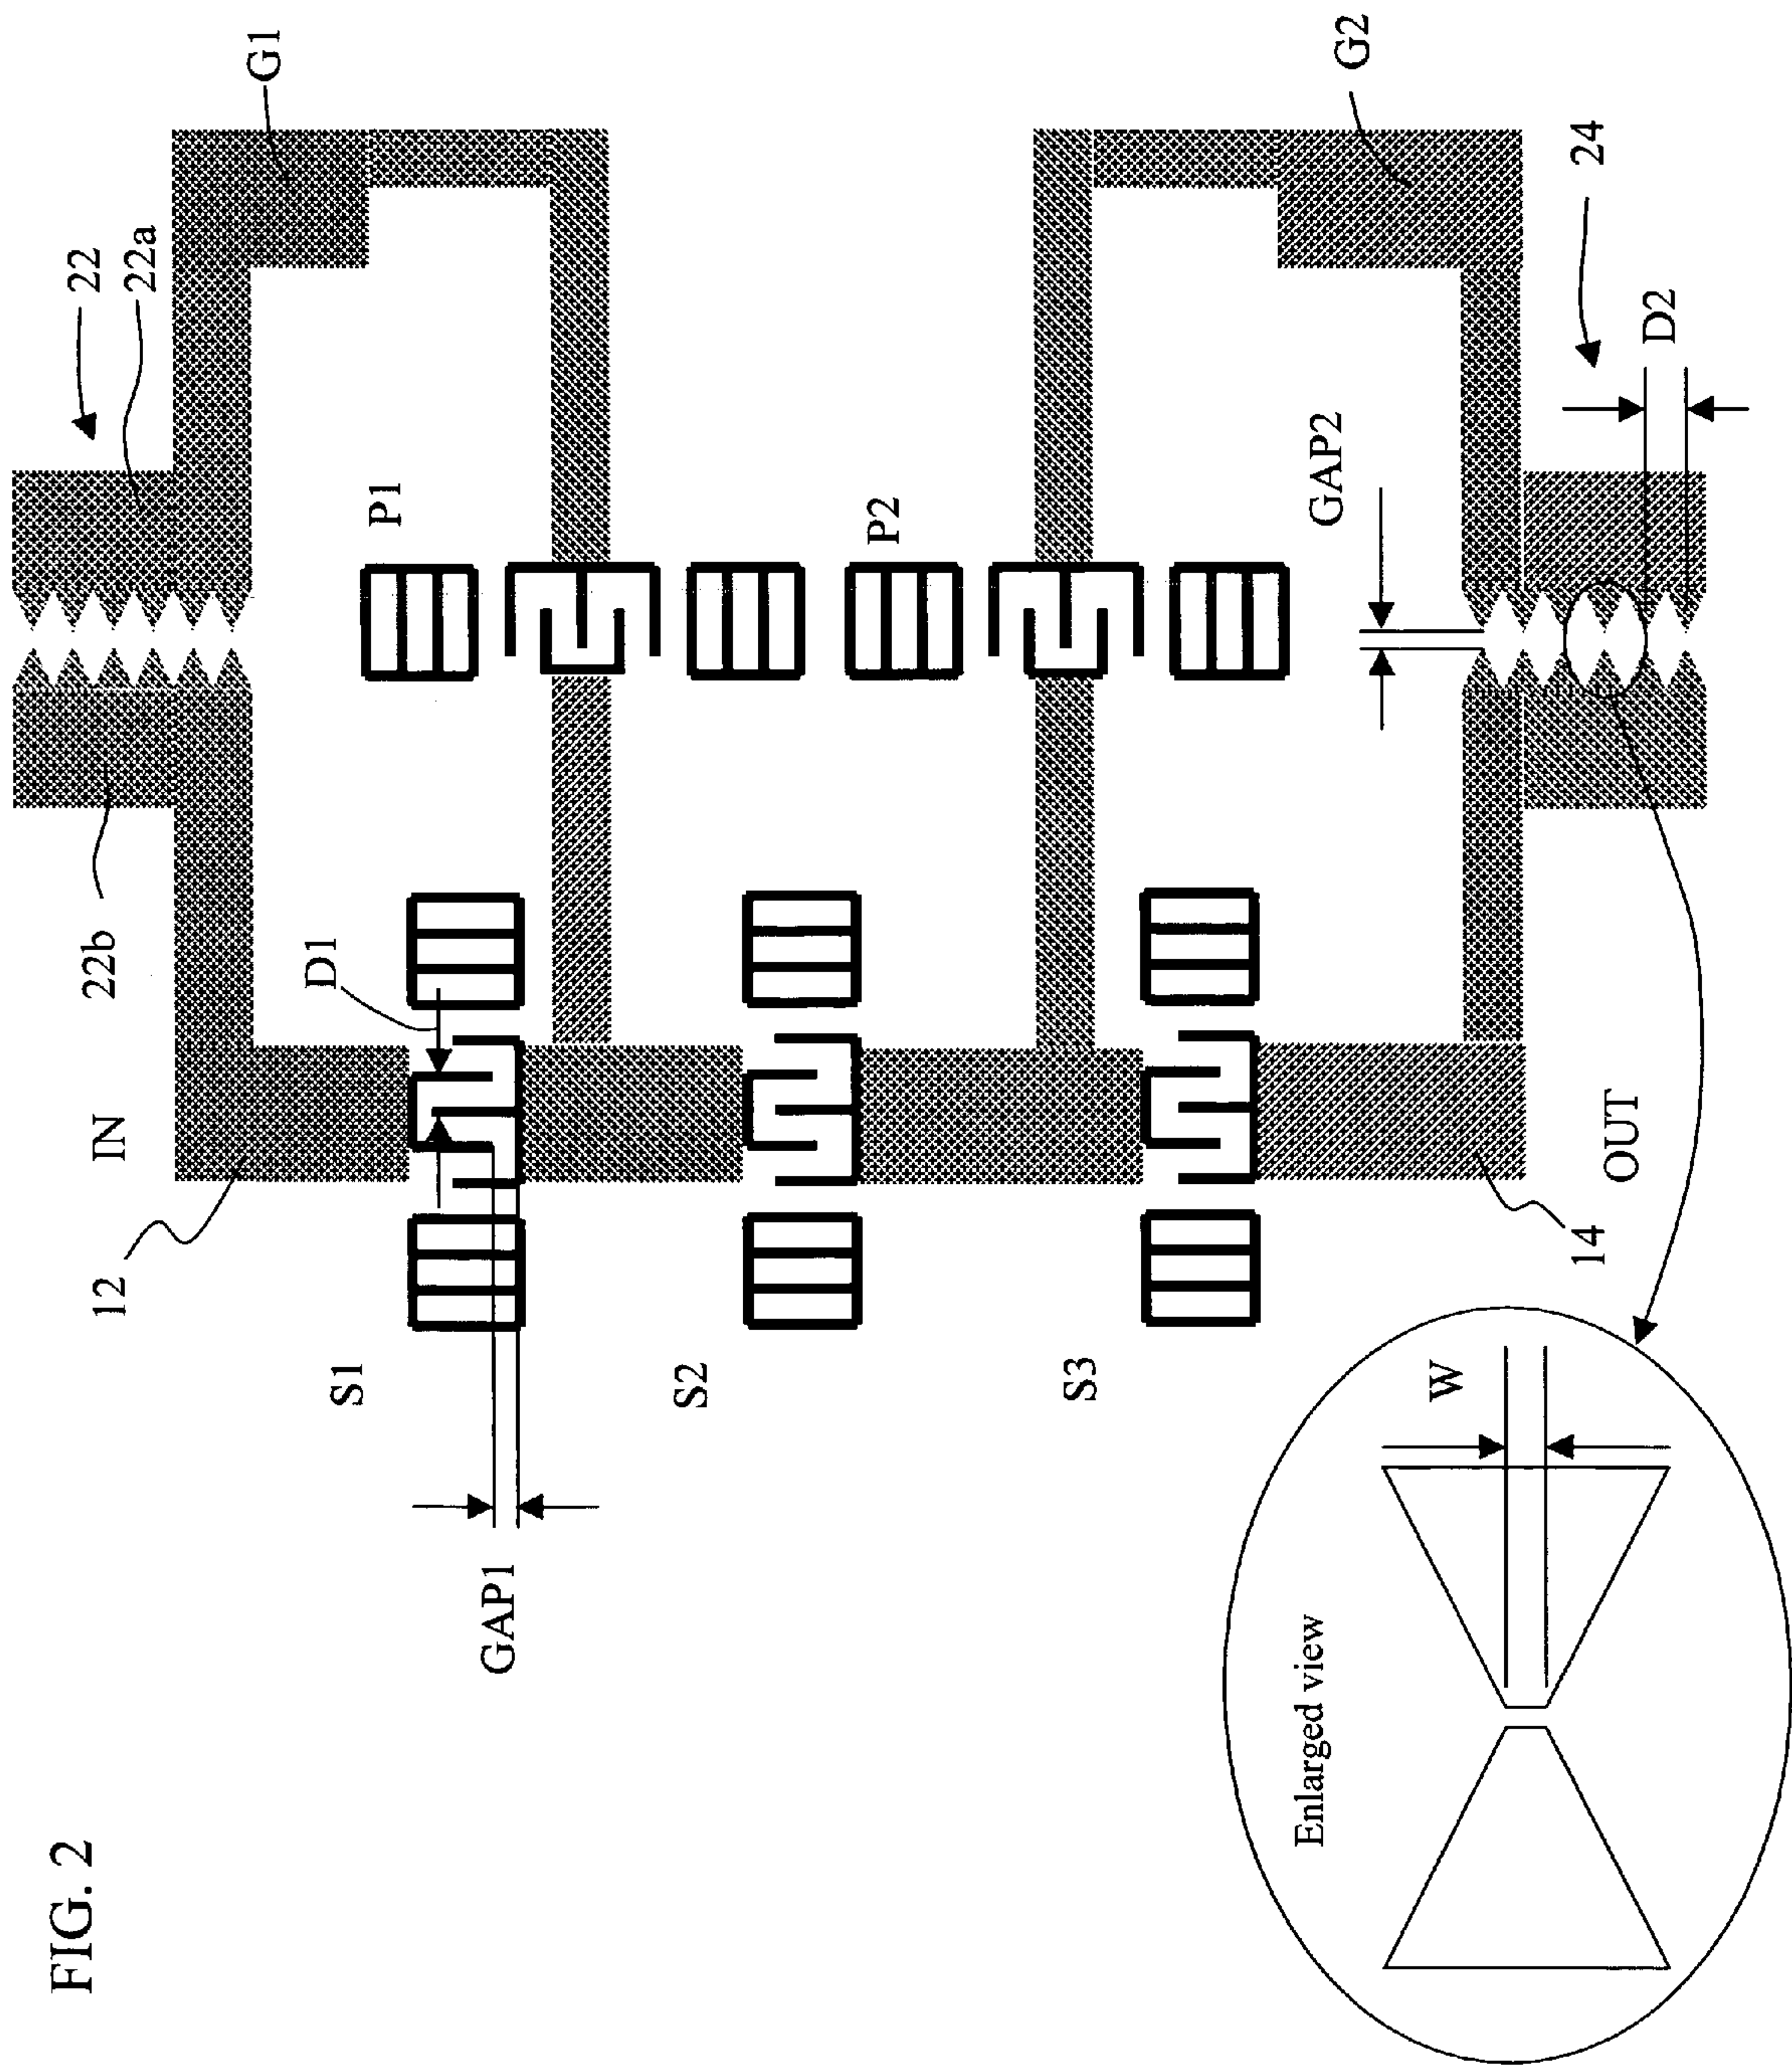 FIG. 2
22
22a
22b
G1
IN
12
D1
P1
S1
GAP1
S2
P2
S3
G2
GAP2
24
D2
14
OUT
Enlarged view
W